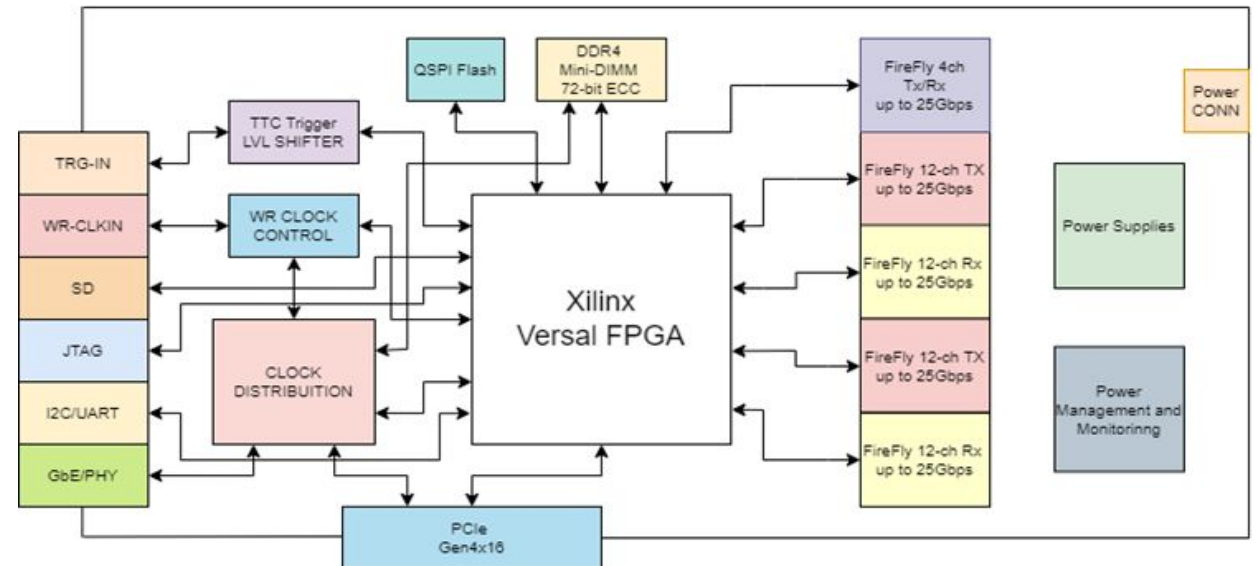 QSPI Flash
DDR4
Mini-DIMM
72-bit ECC
FireFly 4ch
Tx/Rx
up to 25Gbps
Power
CONN
TTC Trigger
LVL SHIFTER
TRG-IN
FireFly 12-ch TX
up to 25Gbps
WR-CLKIN
WR CLOCK
CONTROL
Power Supplies
SD
FireFly 12-ch Rx
up to 25Gbps
Xilinx
Versal FPGA
JTAG
CLOCK
DISTRIBUITION
FireFly 12-ch TX
up to 25Gbps
I2C/UART
Power
Management and
Monitorinng
GbE/PHY
FireFly 12-ch Rx
up to 25Gbps
PCIe
Gen4x16